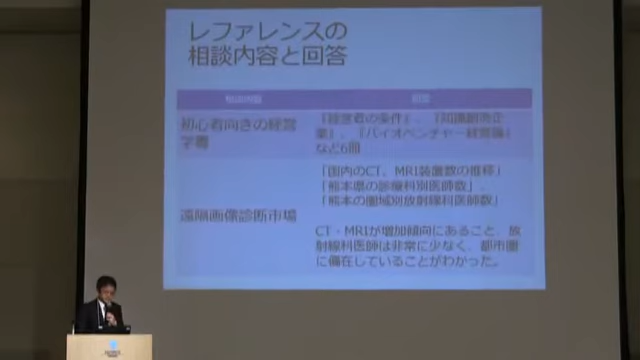 レファレンスの
相談内容と回答
相談内容
回答
初心者向きの経営
学書
『経営者の条件』、『知識創造企
業』、『バイオベンチャー経営論』
など6冊
遠隔画像診断市場
「国内のCT、MRI装置数の推移」
「熊本県の診療科別医師数」、
「熊本の圏域別放射線科医師数」
CT・MRIが増加傾向にあること、放
射線科医師は非常に少なく、都市圏
に偏在していることがわかった。